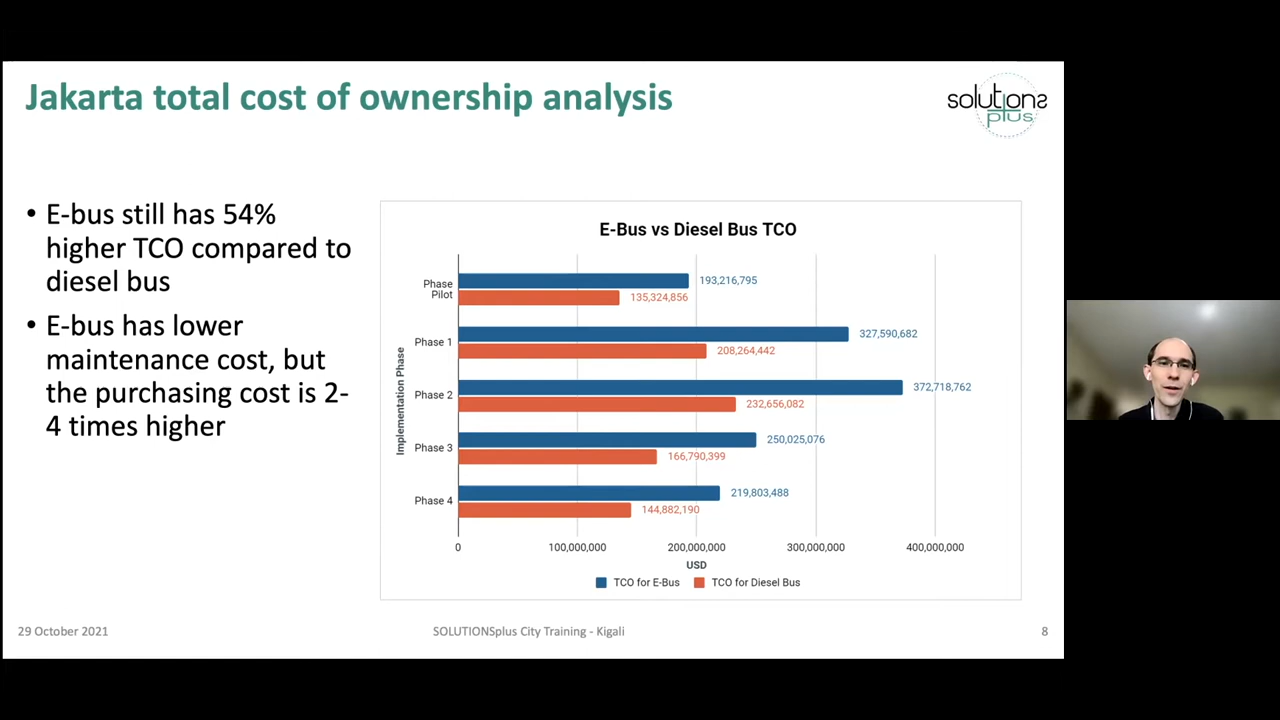 Jakarta total cost of ownership analysis
solutions
plus
• E-bus still has 54%
higher TCO compared to
diesel bus
• E-bus has lower
maintenance cost, but
the purchasing cost is 2-
4 times higher
E-Bus vs Diesel Bus TCO
Implementation Phase
Phase
Pilot
193,216,795
135,324,856
Phase 1
327,590,682
208,264,442
Phase 2
372,718,762
232,656,082
Phase 3
250,025,076
166,790,399
Phase 4
219,803,488
144,882,190
0 100,000,000 200,000,000 300,000,000 400,000,000
USD
TCO for E-Bus TCO for Diesel Bus
29 October 2021 SOLUTIONSplus City Training - Kigali 8